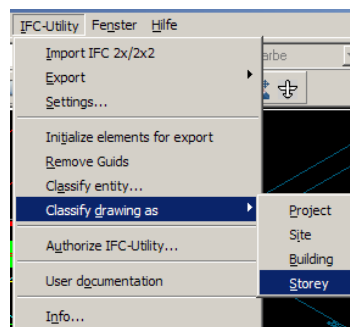 IFC-Utility Fenster Hilfe
Import IFC 2x/2x2
arbe
Export
Settings...
Initialize elements for export
Remove Guids
Classify entity...
Classify drawing as
Project
Site
Authorize IFC-Utility...
Building
User documentation
Storey
Info...